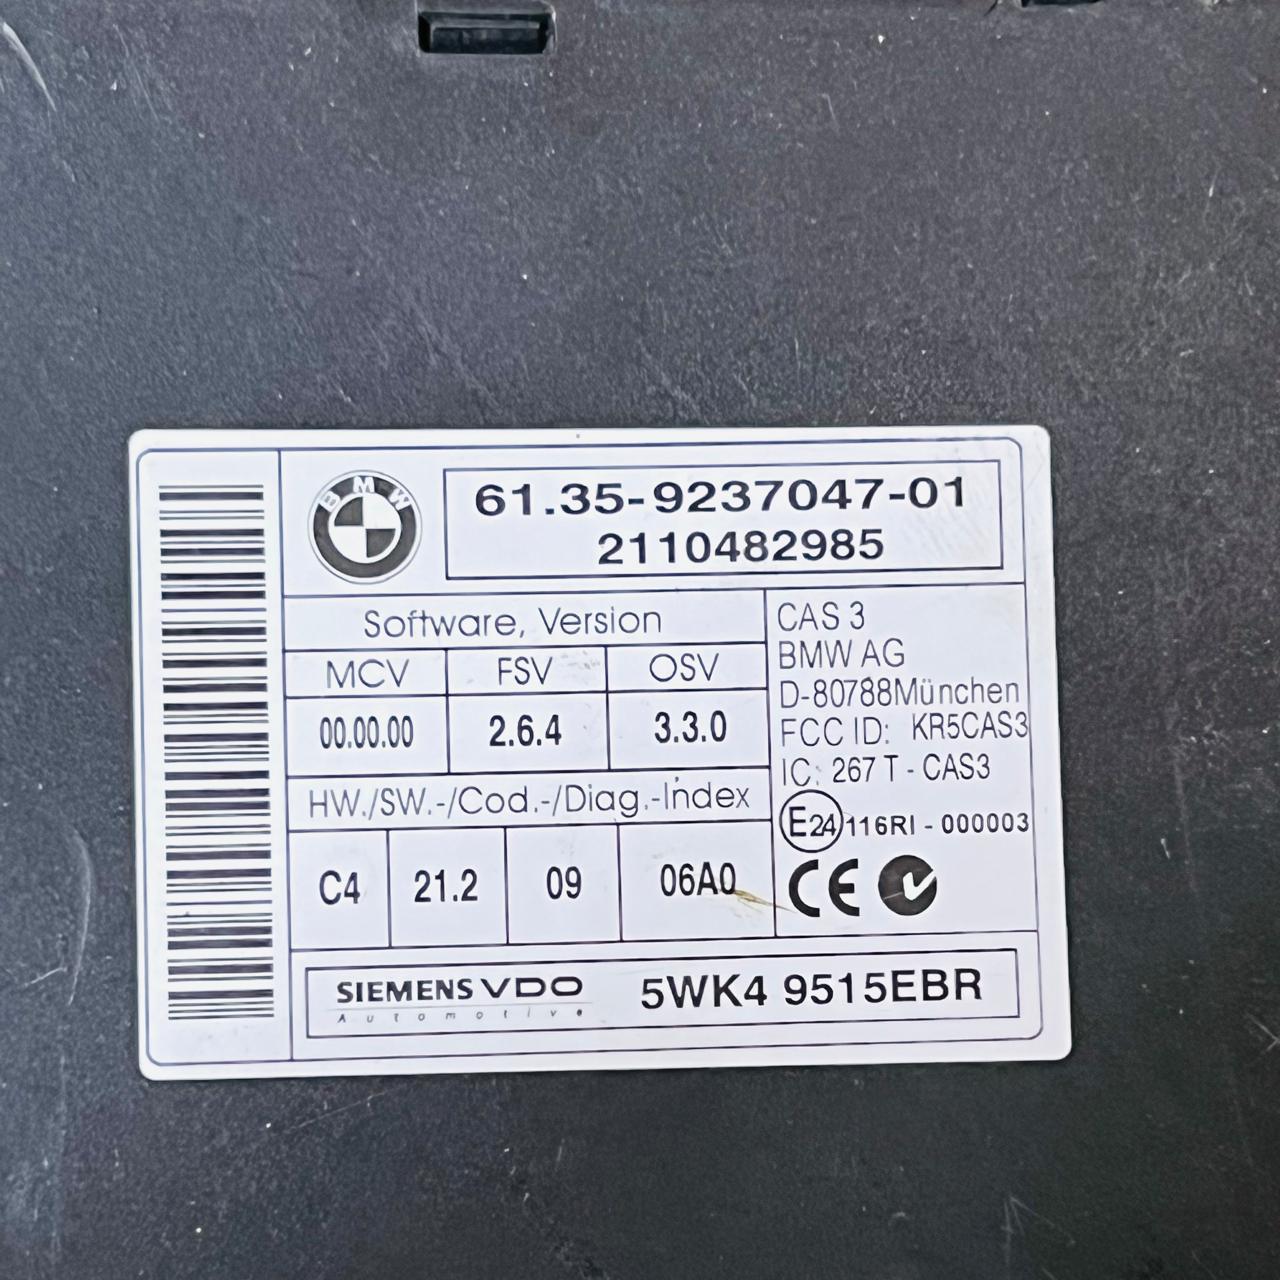 BMW
61.35-9237047-01
2110482985
Software, Version
MCV FSV OSV
00.00.00 2.6.4 3.3.0
HW./SW.-/Cod.-/Diag.-Index
C4 21.2 09 06A0
CAS 3
BMW AG
D-80788München
FCC ID: KR5CAS3
IC: 267 T - CAS3
E24 116RI - 000003
CE
SIEMENS VDO
Automotive
5WK4 9515EBR